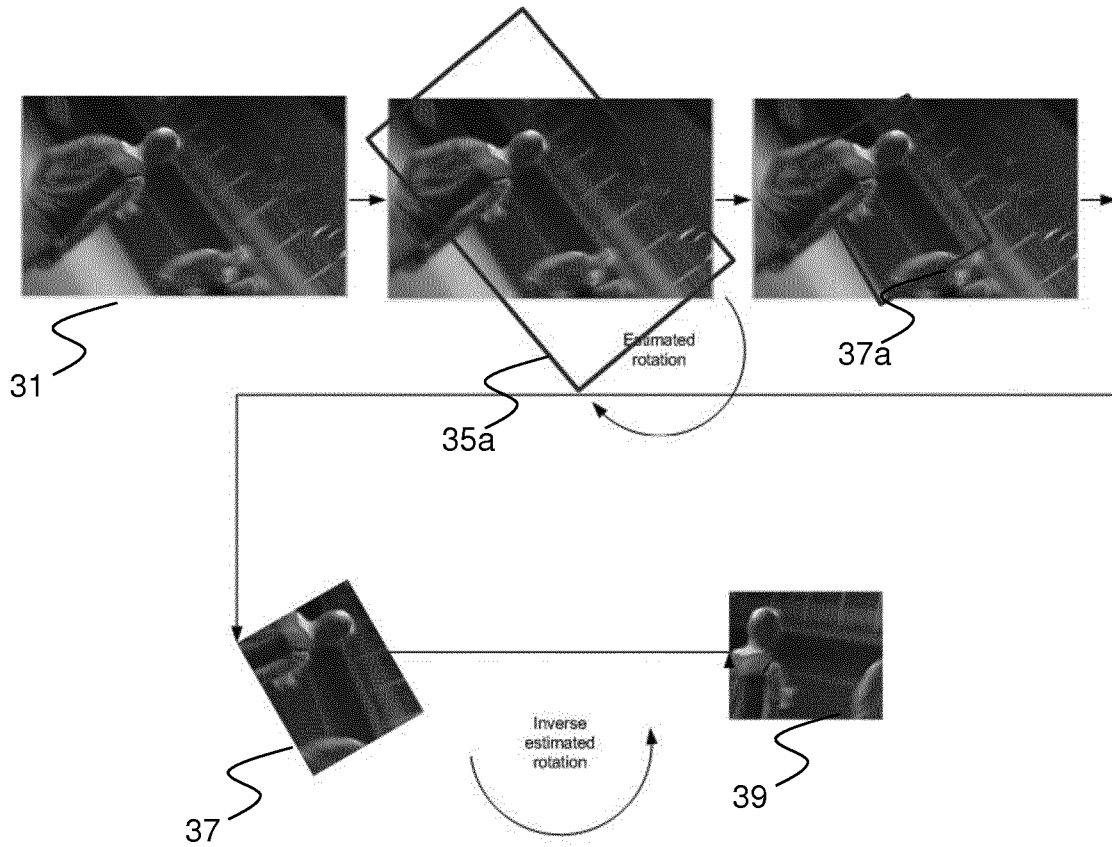 31
Estimated
rotation
35a
37a
37
Inverse
estimated
rotation
39